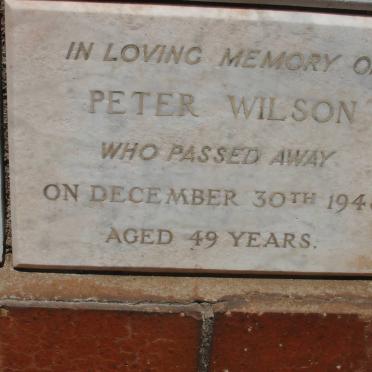 IN LOVING MEMORY O
PETER WILSON
WHO PASSED AWAY
ON DECEMBER 30TH 194
AGED 49 YEARS.